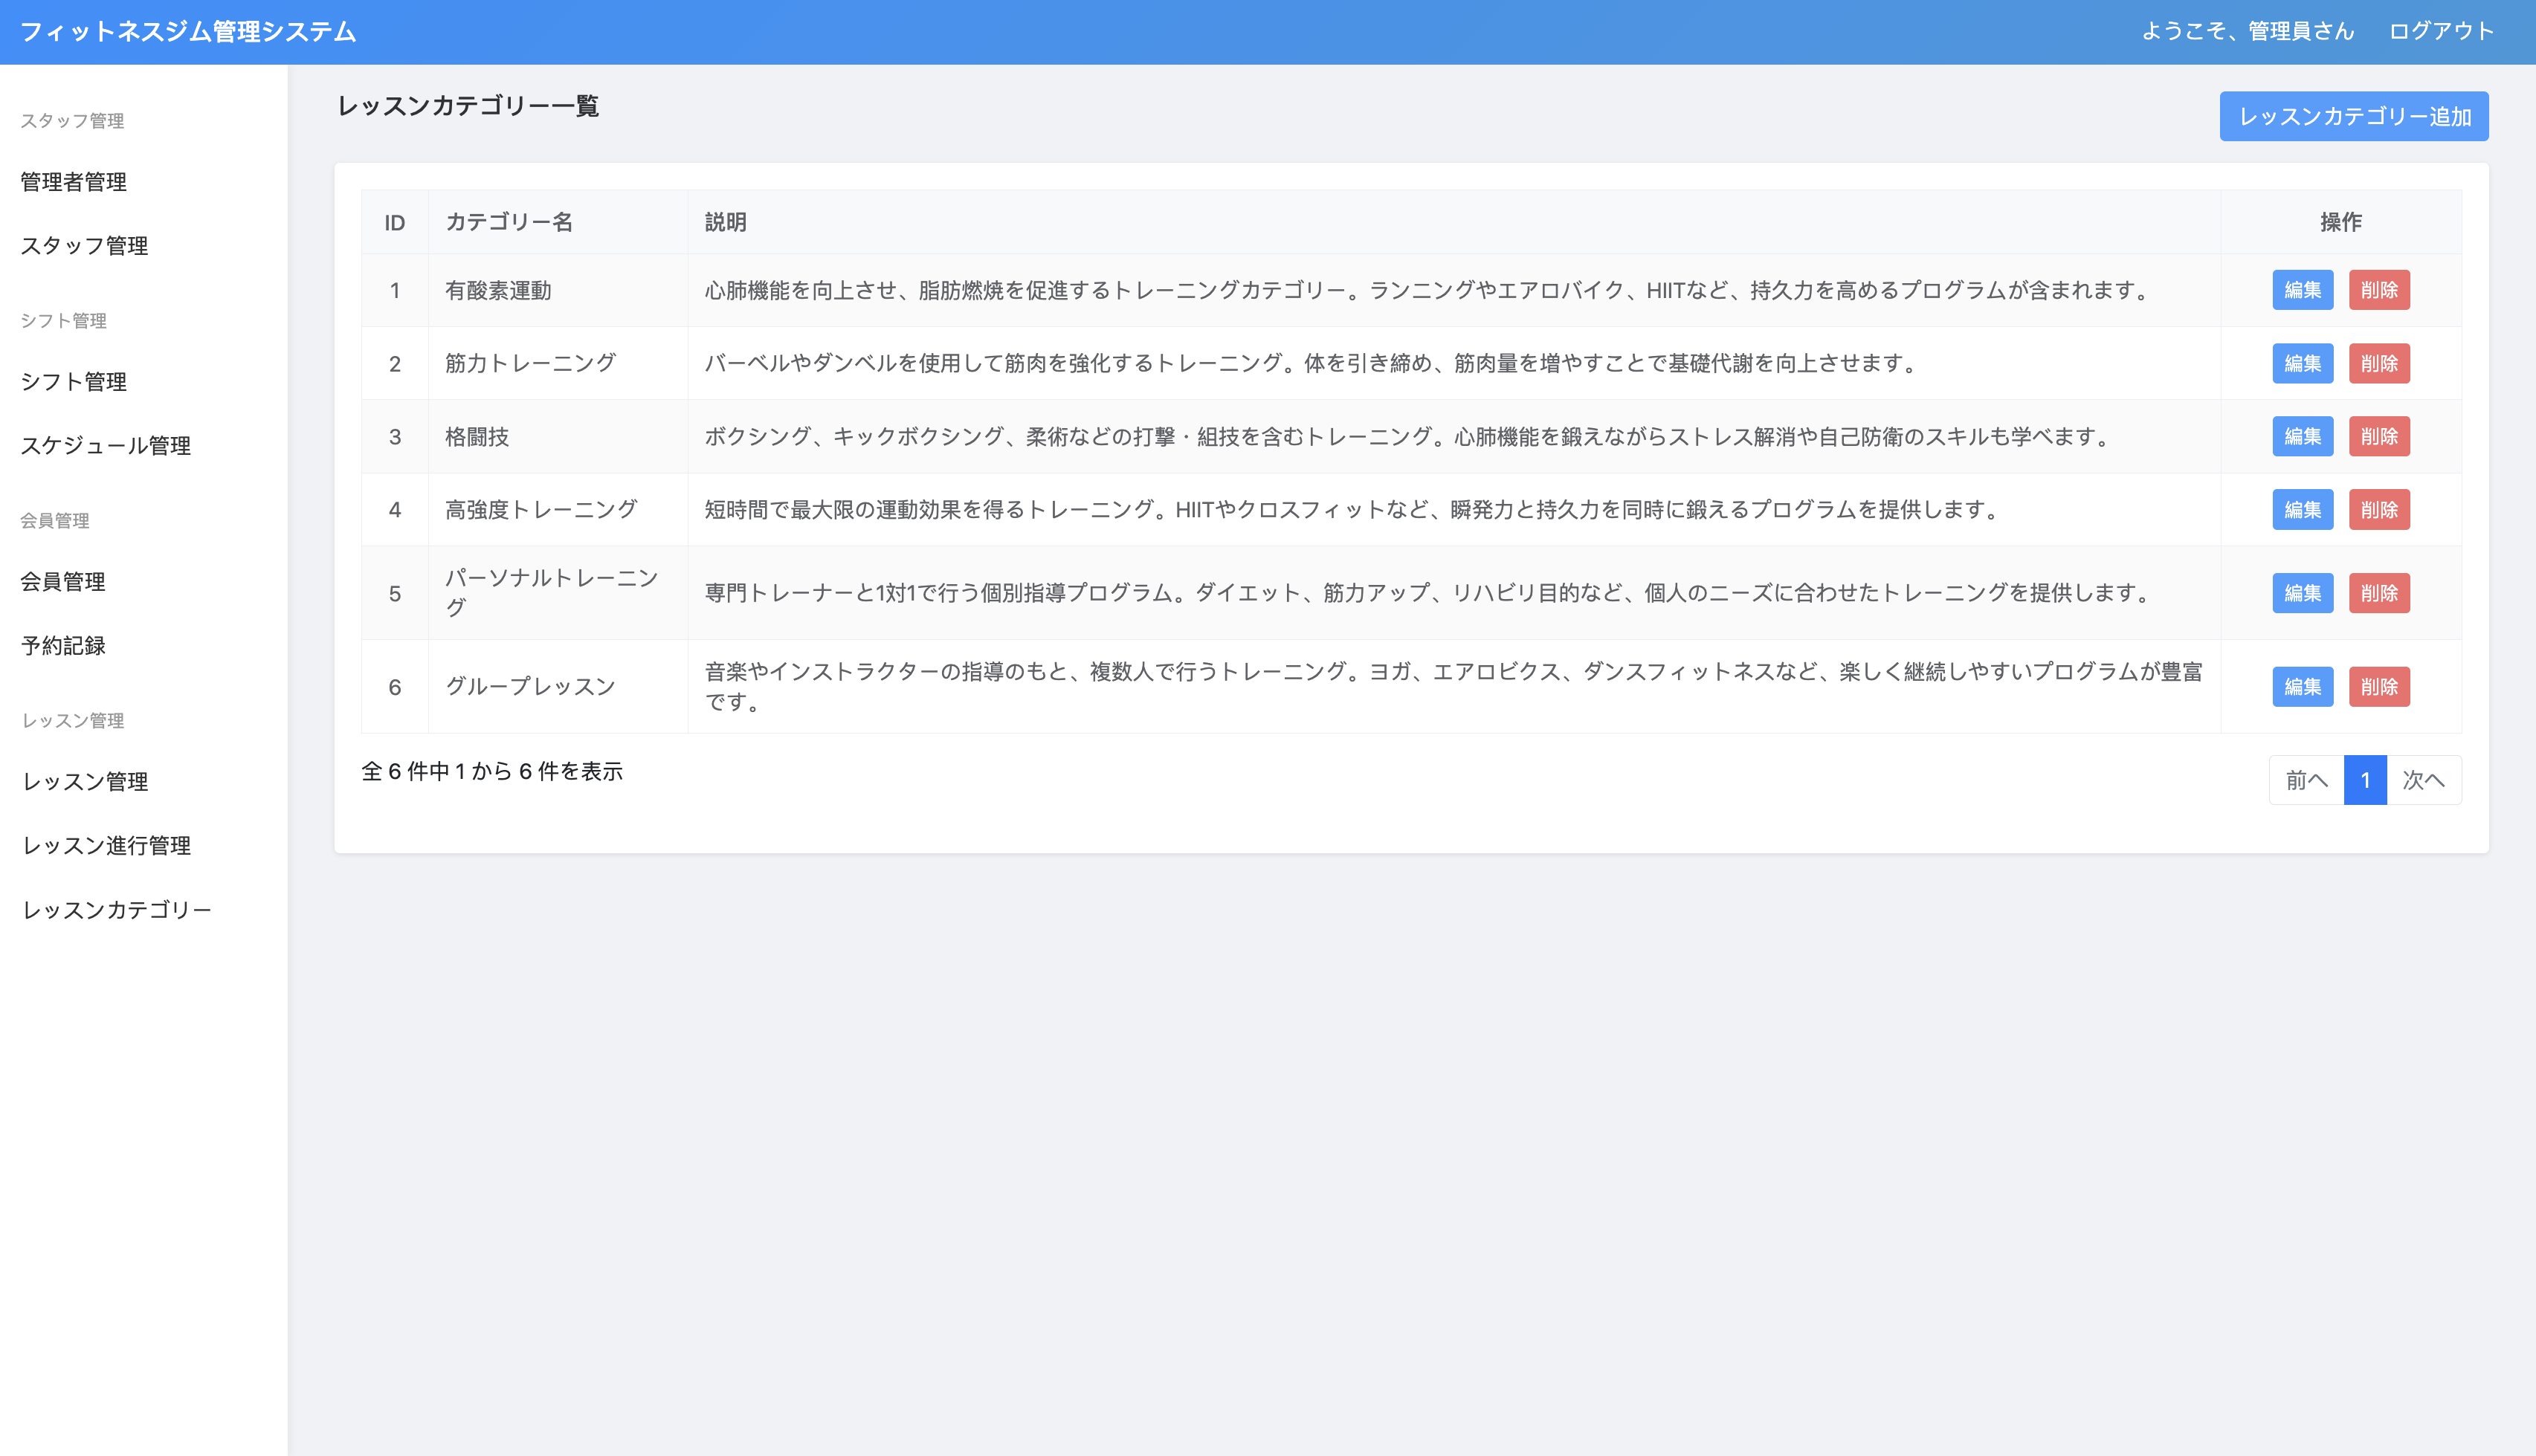 フィットネスジム管理システム
ようこそ、管理員さん ログアウト
スタッフ管理
管理者管理
スタッフ管理
シフト管理
シフト管理
スケジュール管理
会員管理
会員管理
予約記録
レッスン管理
レッスン管理
レッスン進行管理
レッスンカテゴリー
レッスンカテゴリー一覧
レッスンカテゴリー追加
ID カテゴリー名 説明 操作
1 有酸素運動 心肺機能を向上させ、脂肪燃焼を促進するトレーニングカテゴリー。ランニングやエアロバイク、HIITなど、持久力を高めるプログラムが含まれます。 編集 削除
2 筋力トレーニング バーベルやダンベルを使用して筋肉を強化するトレーニング。体を引き締め、筋肉量を増やすことで基礎代謝を向上させます。 編集 削除
3 格闘技 ボクシング、キックボクシング、柔術などの打撃・組技を含むトレーニング。心肺機能を鍛えながらストレス解消や自己防衛のスキルも学べます。 編集 削除
4 高強度トレーニング 短時間で最大限の運動効果を得るトレーニング。HIITやクロスフィットなど、瞬発力と持久力を同時に鍛えるプログラムを提供します。 編集 削除
5 パーソナルトレーニン
グ
専門トレーナーと1対1で行う個別指導プログラム。ダイエット、筋力アップ、リハビリ目的など、個人のニーズに合わせたトレーニングを提供します。 編集 削除
6 グループレッスン
音楽やインストラクターの指導のもと、複数人で行うトレーニング。ヨガ、エアロビクス、ダンスフィットネスなど、楽しく継続しやすいプログラムが豊富
です。
編集 削除
全 6 件中 1 から 6 件を表示
前へ 1 次へ